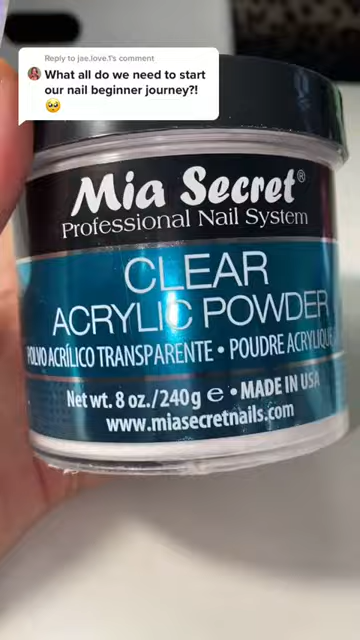 Reply to jae.love.1's comment
What all do we need to start
our nail beginner journey?!
🥺
Mia Secret®
Professional Nail System
CLEAR
ACRYLIC POWDER
POLVO ACRÍLICO TRANSPARENTE • POUDRE ACRYLIQUE
Net wt. 8 oz./240g e • MADE IN USA
www.miasecretnails.com